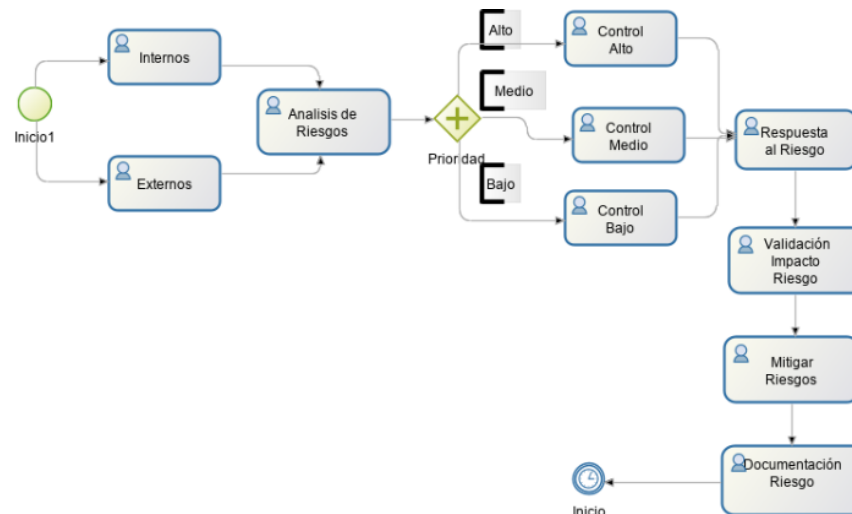 Internos
Inicio1
Externos
Analisis de
Riesgos
Prioridad
Alto
Medio
Bajo
Control
Alto
Control
Medio
Control
Bajo
Respuesta
al Riesgo
Validación
Impacto
Riesgo
Mitigar
Riesgos
Documentación
Riesgo
Inicio